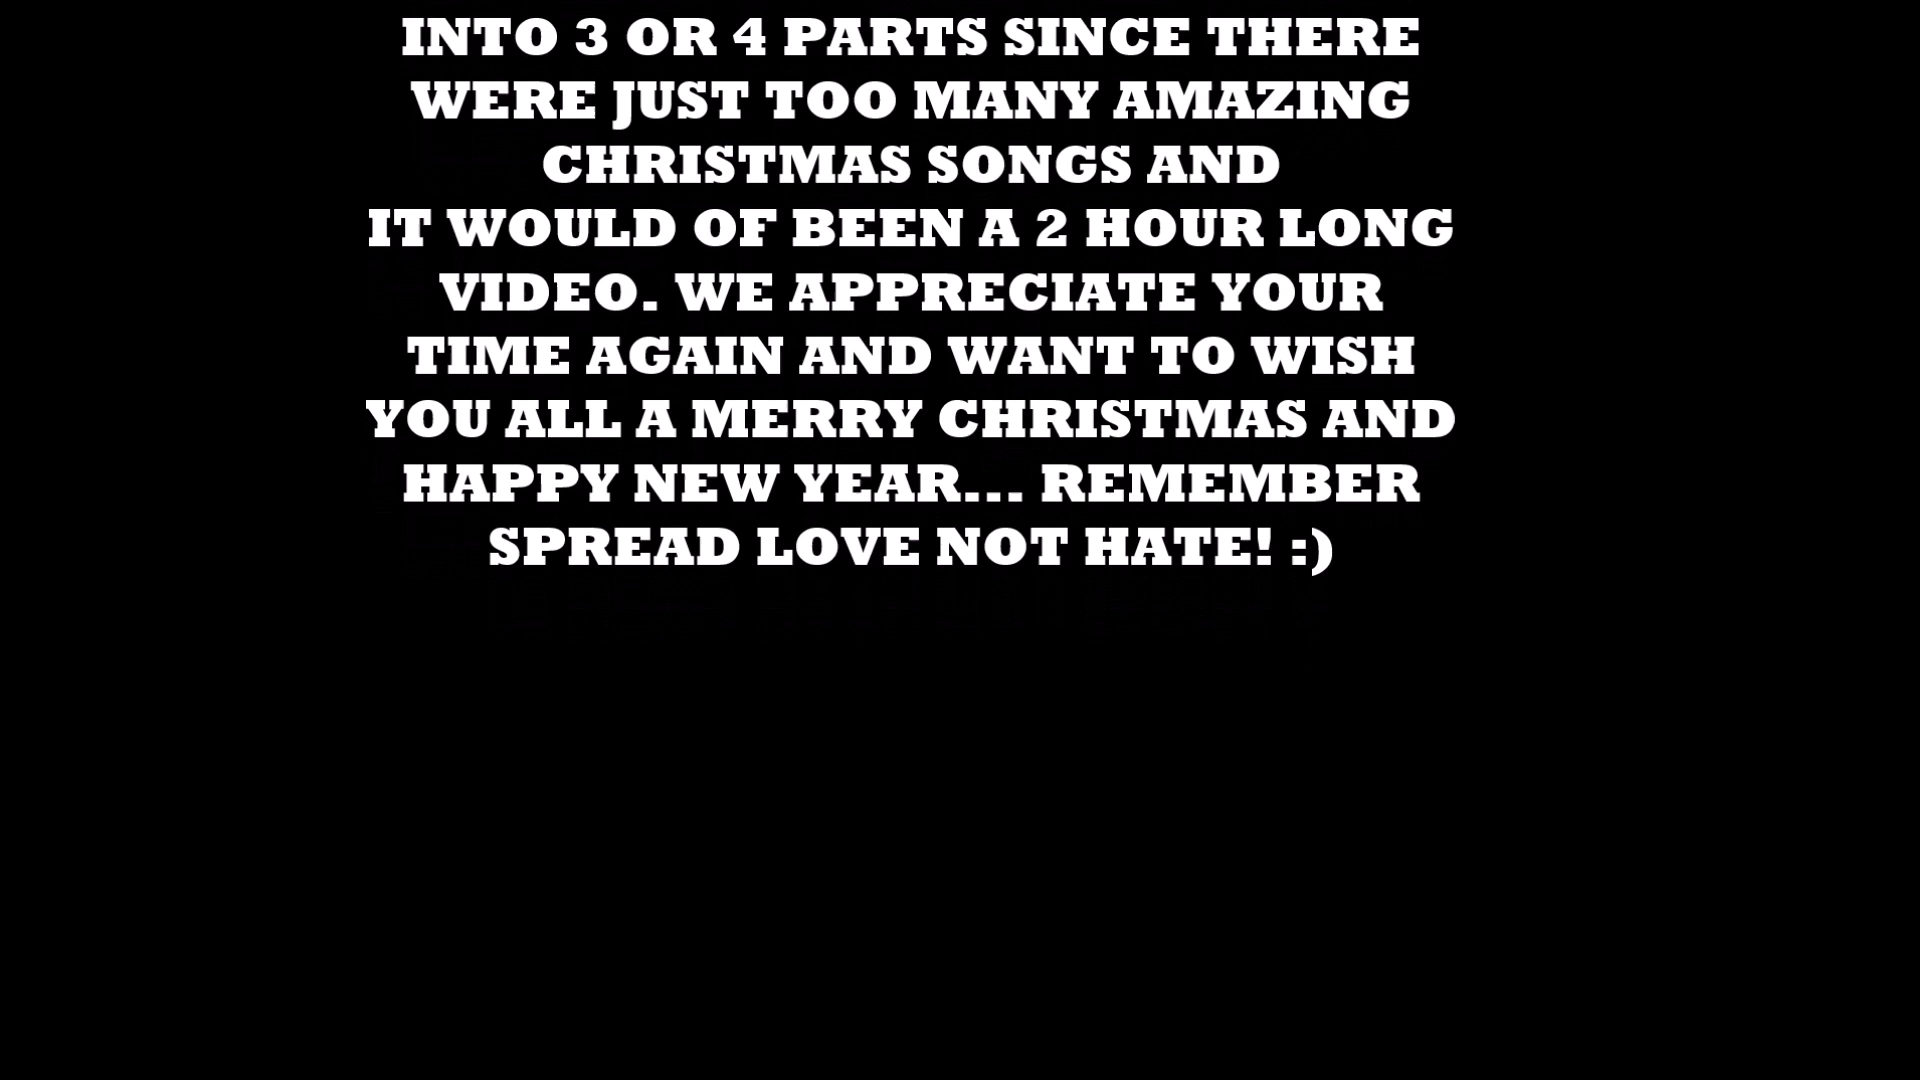 INTO 3 OR 4 PARTS SINCE THERE
WERE JUST TOO MANY AMAZING
CHRISTMAS SONGS AND
IT WOULD OF BEEN A 2 HOUR LONG
VIDEO. WE APPRECIATE YOUR
TIME AGAIN AND WANT TO WISH
YOU ALL A MERRY CHRISTMAS AND
HAPPY NEW YEAR... REMEMBER
SPREAD LOVE NOT HATE! :)